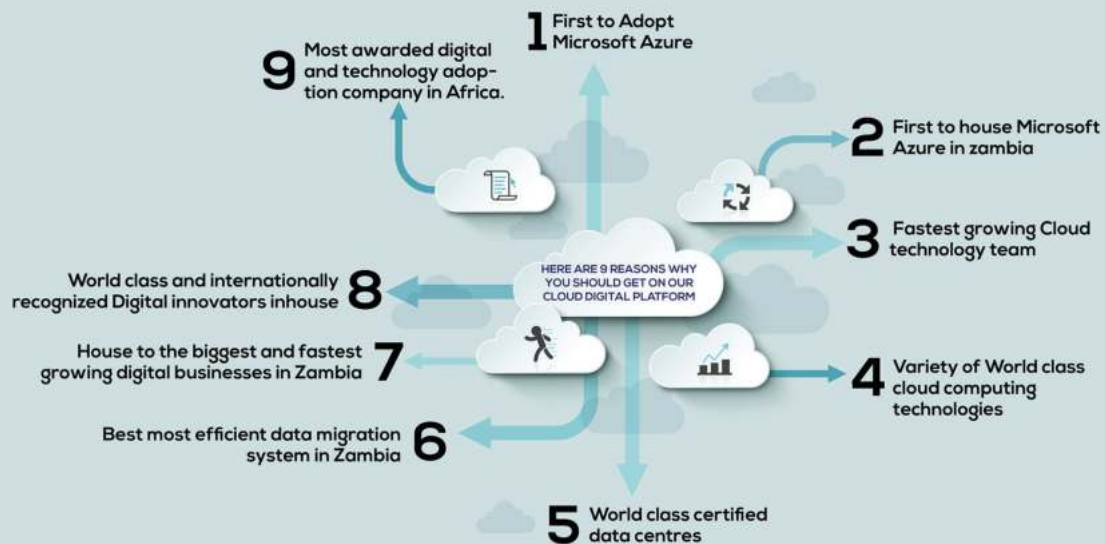 HERE ARE 9 REASONS WHY
YOU SHOULD GET ON OUR
CLOUD DIGITAL PLATFORM
1 First to Adopt
Microsoft Azure
2 First to house Microsoft
Azure in zambia
3 Fastest growing Cloud
technology team
4 Variety of World class
cloud computing
technologies
5 World class certified
data centres
6 Best most efficient data migration
system in Zambia
7 House to the biggest and fastest
growing digital businesses in Zambia
8 World class and internationally
recognized Digital innovators inhouse
9 Most awarded digital
and technology adop-
tion company in Africa.